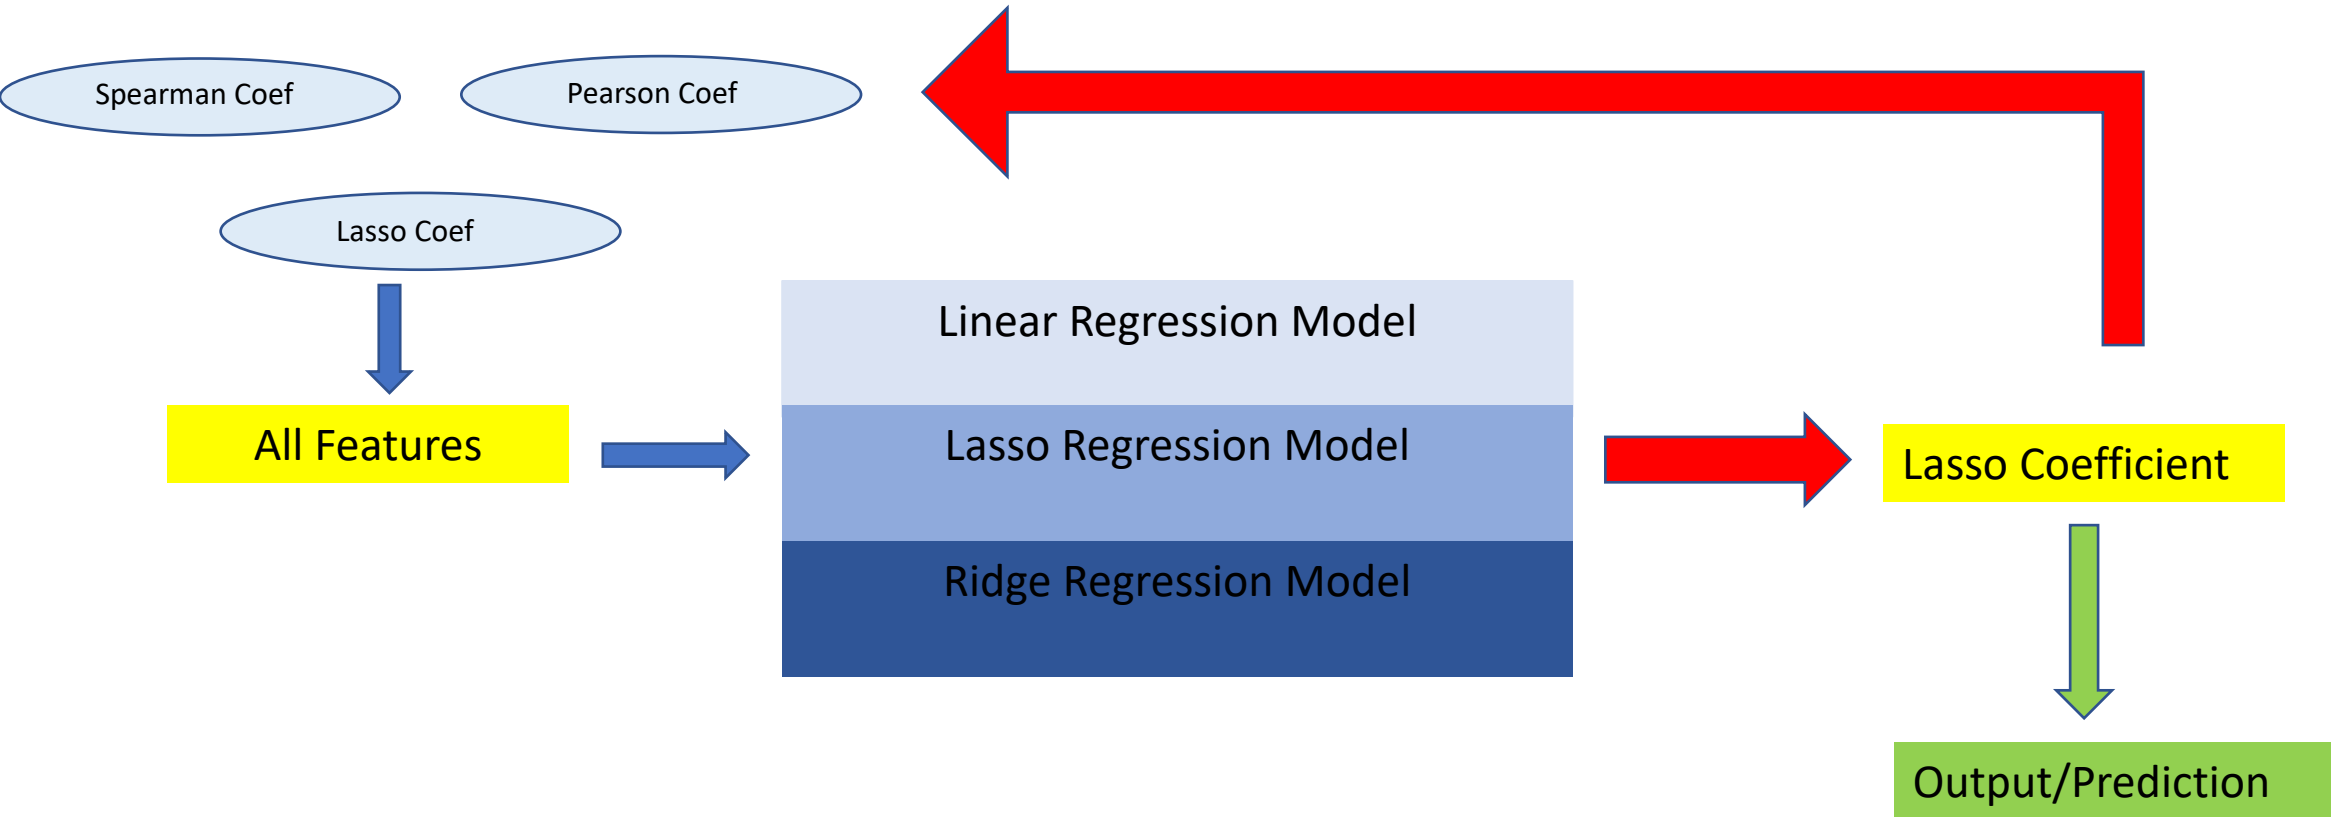 Spearman Coef
Pearson Coef
Lasso Coef
Linear Regression Model
All Features
Lasso Regression Model
Lasso Coefficient
Ridge Regression Model
Output/Prediction